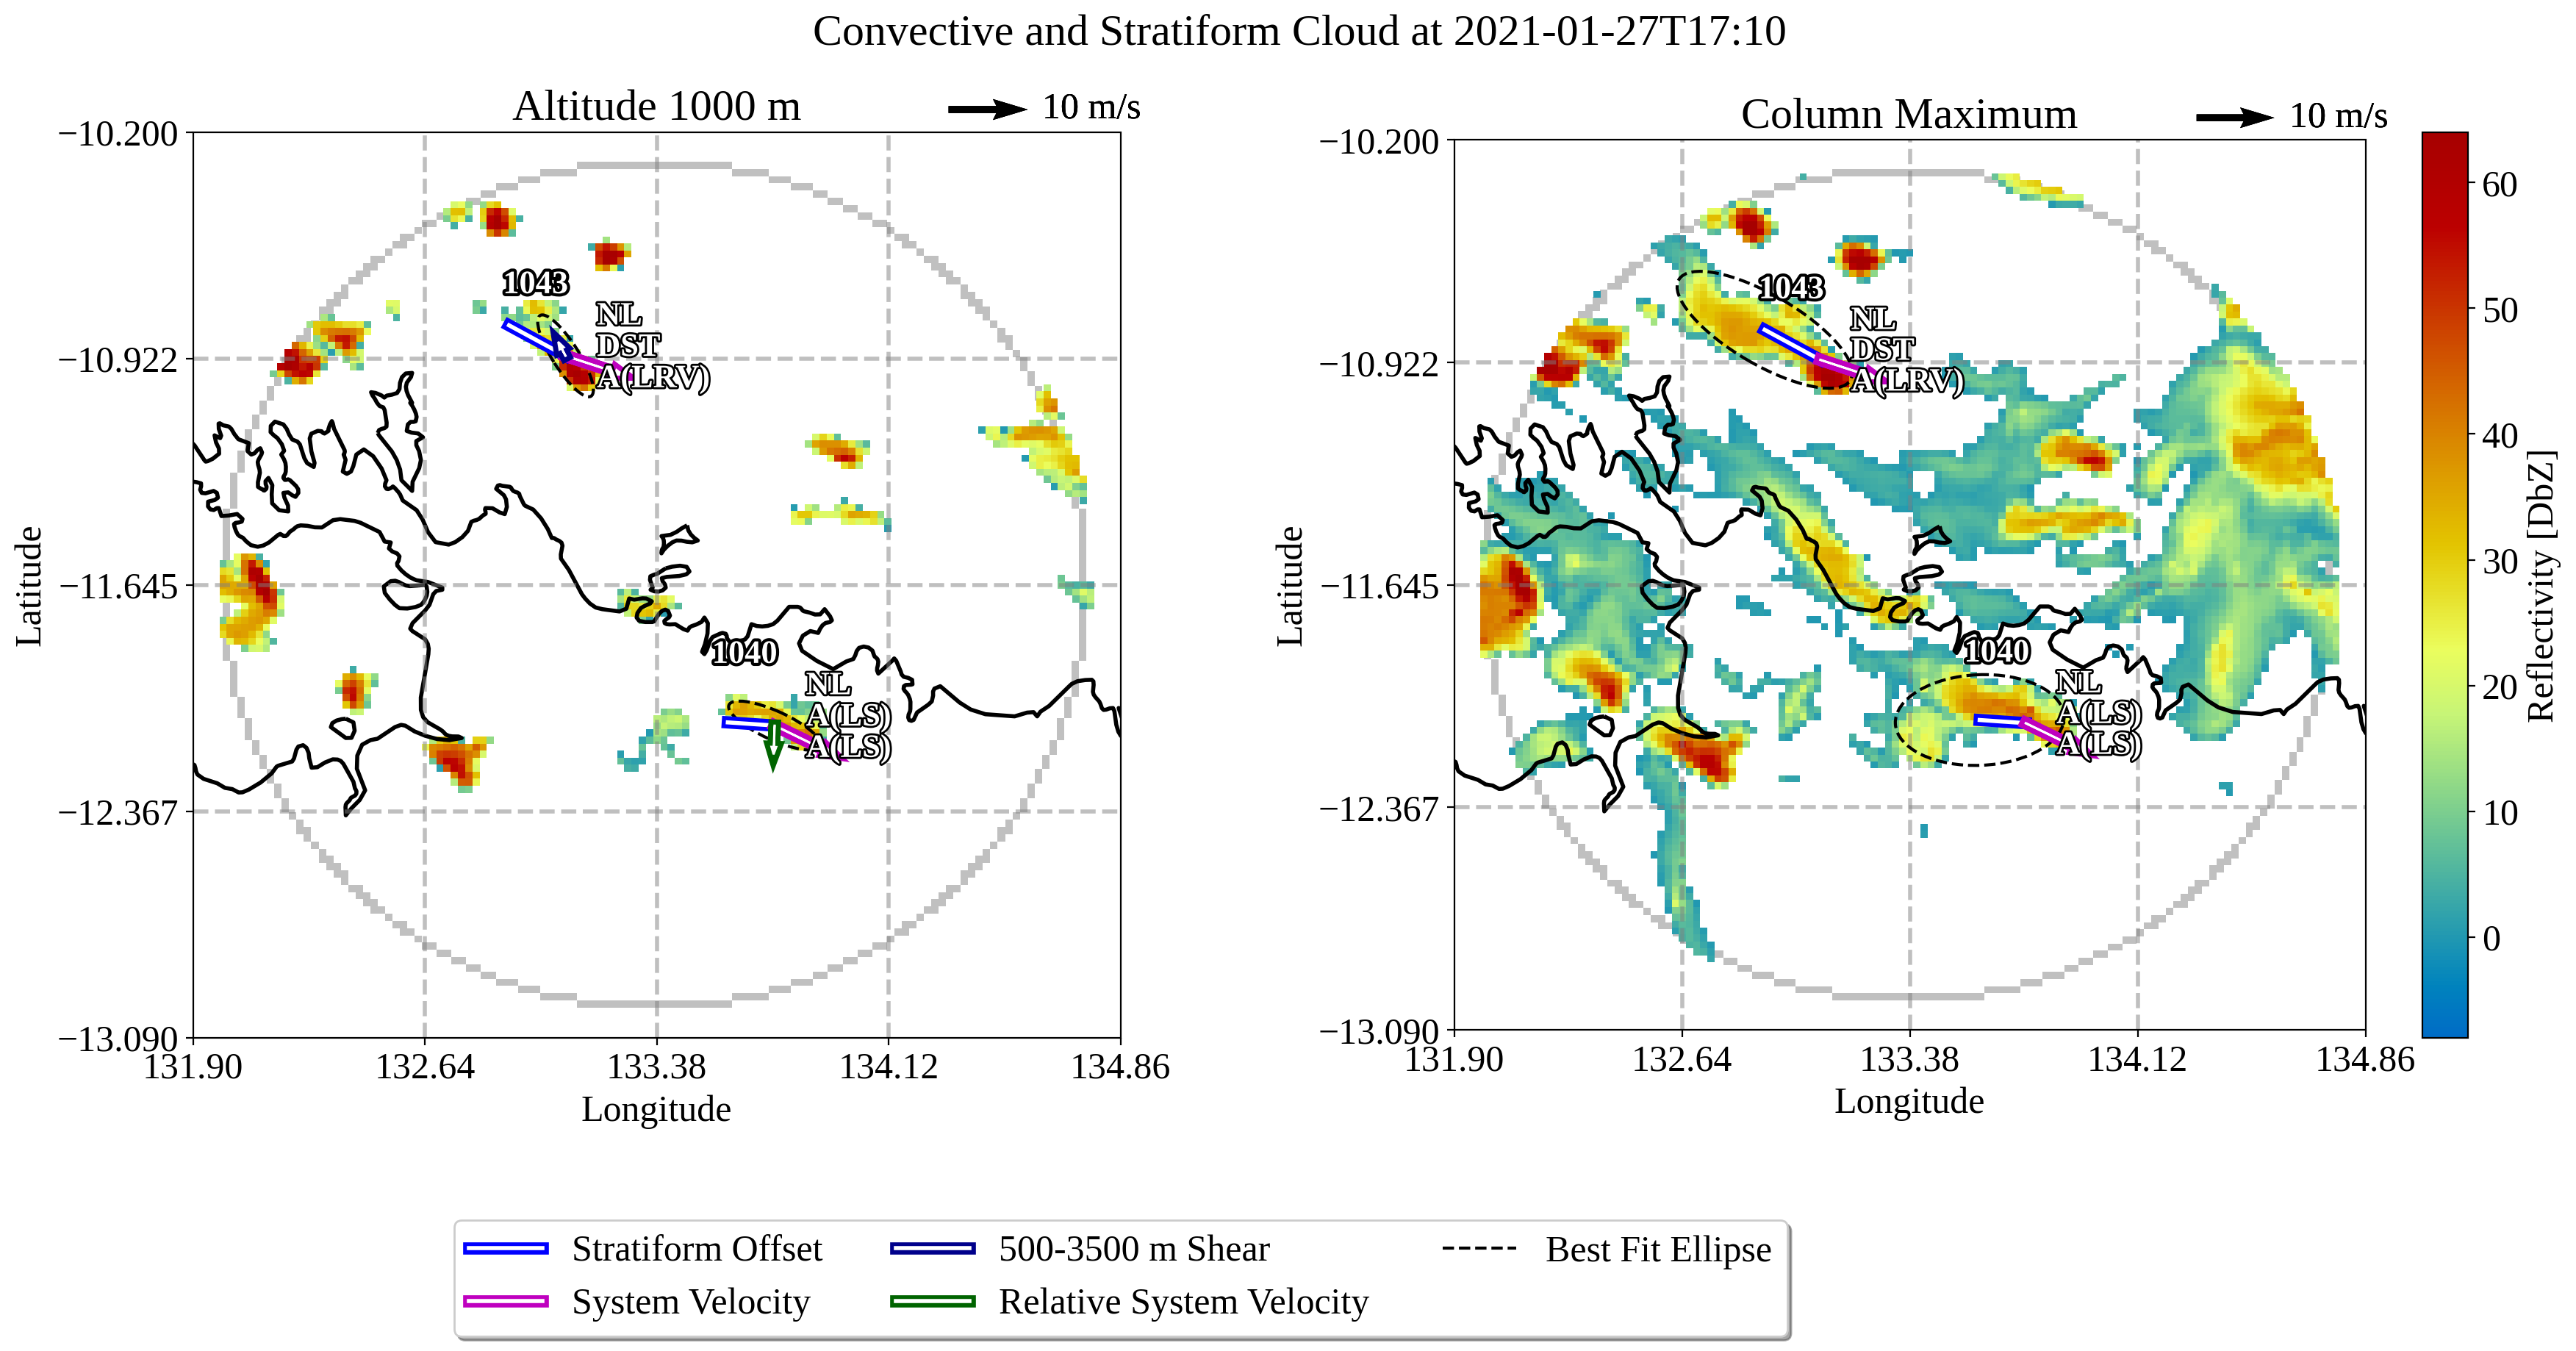 Convective and Stratiform Cloud at 2021-01-27T17:10
Altitude 1000 m
10 m/s
−10.200
−10.922
−11.645
−12.367
−13.090
Latitude
131.90
132.64
133.38
134.12
134.86
Longitude
1043
NL
DST
A(LRV)
1040
NL
A(LS)
A(LS)
Column Maximum
10 m/s
−10.200
−10.922
−11.645
−12.367
−13.090
Latitude
131.90
132.64
133.38
134.12
134.86
Longitude
1043
NL
DST
A(LRV)
1040
NL
A(LS)
A(LS)
60
50
40
30
20
10
0
Reflectivity [DbZ]
Stratiform Offset
System Velocity
500-3500 m Shear
Relative System Velocity
Best Fit Ellipse